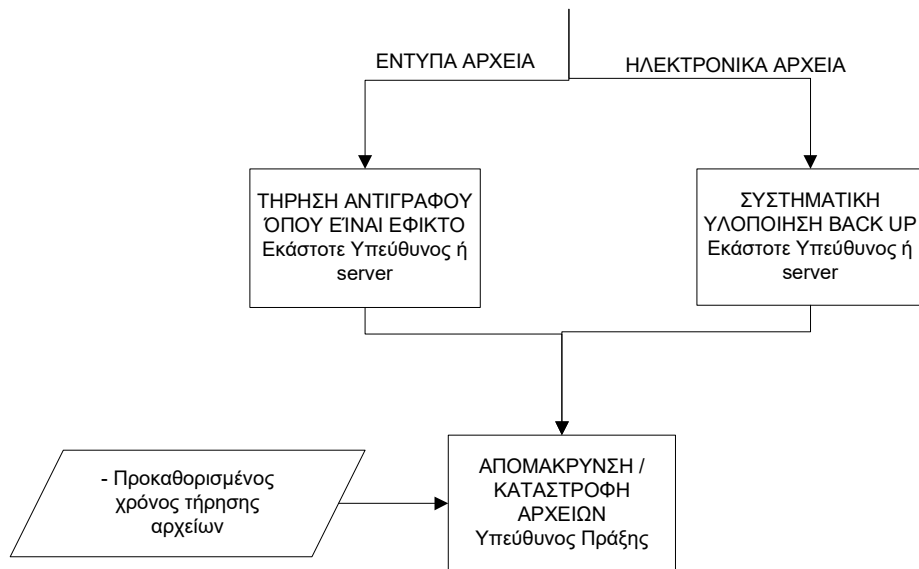 ΕΝΤΥΠΑ ΑΡΧΕΙΑ
ΗΛΕΚΤΡΟΝΙΚΑ ΑΡΧΕΙΑ
ΤΗΡΗΣΗ ΑΝΤΙΓΡΑΦΟΥ
ΌΠΟΥ ΕΊΝΑΙ ΕΦΙΚΤΟ
Εκάστοτε Υπεύθυνος ή
server
ΣΥΣΤΗΜΑΤΙΚΗ
ΥΛΟΠΟΙΗΣΗ BACK UP
Εκάστοτε Υπεύθυνος ή
server
- Προκαθορισμένος
χρόνος τήρησης
αρχείων
ΑΠΟΜΑΚΡΥΝΣΗ /
ΚΑΤΑΣΤΡΟΦΗ
ΑΡΧΕΙΩΝ
Υπεύθυνος Πράξης